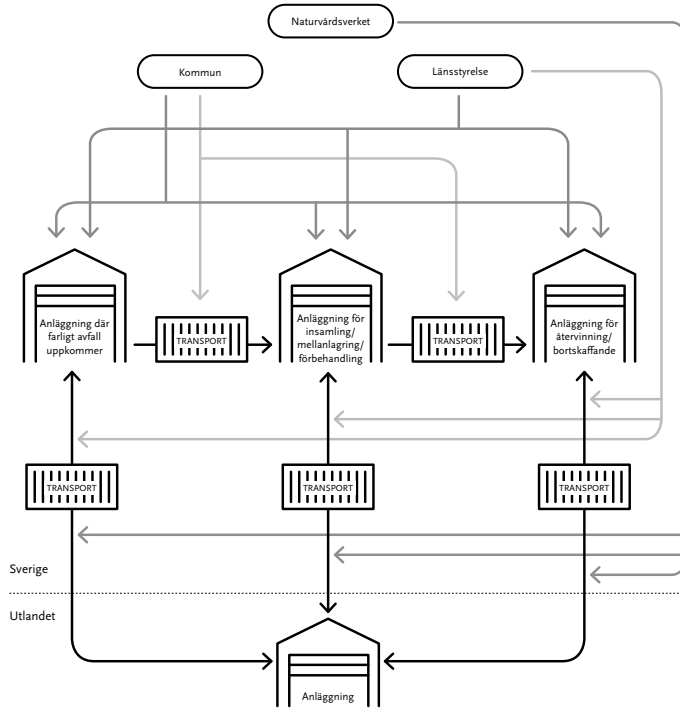 Naturvårdsverket
Kommun
Länsstyrelse
Anläggning där
farligt avfall
uppkommer
TRANSPORT
Anläggning för
insamling/
mellanlagring/
förbehandling
TRANSPORT
Anläggning för
återvinning/
bortskaffande
TRANSPORT
TRANSPORT
TRANSPORT
Sverige
Utlandet
Anläggning